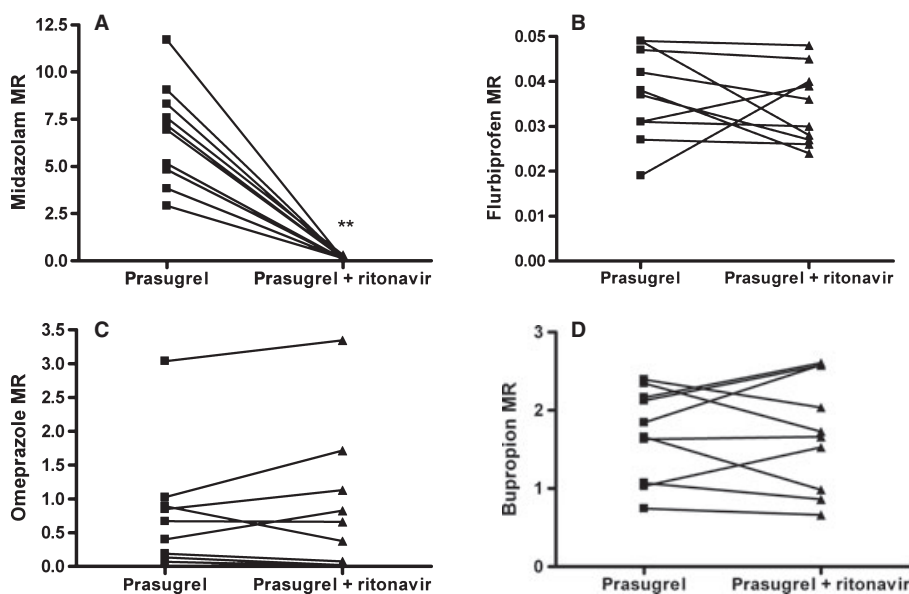 A
Midazolam MR
12.5
10.0
7.5
5.0
2.5
0.0
**
Prasugrel
Prasugrel + ritonavir
B
Flurbiprofen MR
0.05
0.04
0.03
0.02
0.01
0.00
Prasugrel
Prasugrel + ritonavir
C
Omeprazole MR
3.5
3.0
2.5
2.0
1.5
1.0
0.5
0.0
Prasugrel
Prasugrel + ritonavir
D
Bupropion MR
3
2
1
0
Prasugrel
Prasugrel + ritonavir